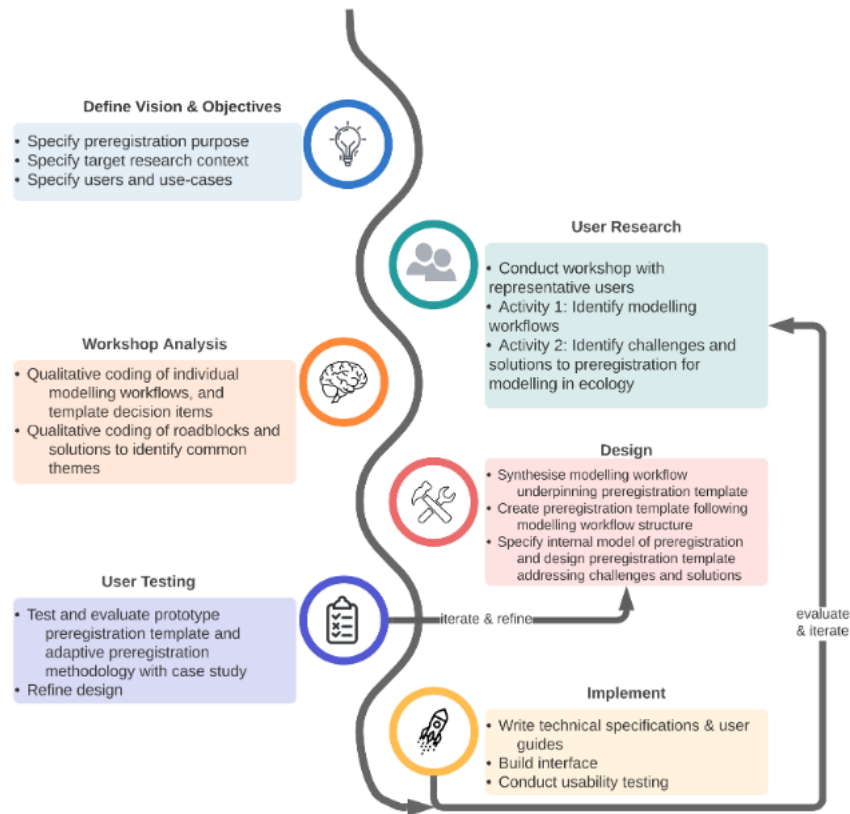 Define Vision & Objectives
• Specify preregistration purpose
• Specify target research context
• Specify users and use-cases
User Research
• Conduct workshop with
representative users
• Activity 1: Identify modelling
workflows
• Activity 2: Identify challenges and
solutions to preregistration for
modelling in ecology
Workshop Analysis
• Qualitative coding of individual
modelling workflows, and
template decision items
• Qualitative coding of roadblocks and
solutions to identify common
themes
Design
• Synthesise modelling workflow
underpinning preregistration template
• Create preregistration template following
modelling workflow structure
• Specify internal model of preregistration
and design preregistration template
addressing challenges and solutions
User Testing
• Test and evaluate prototype
preregistration template and
adaptive preregistration
methodology with case study
• Refine design
iterate & refine
evaluate
& iterate
Implement
• Write technical specifications & user
guides
• Build interface
• Conduct usability testing